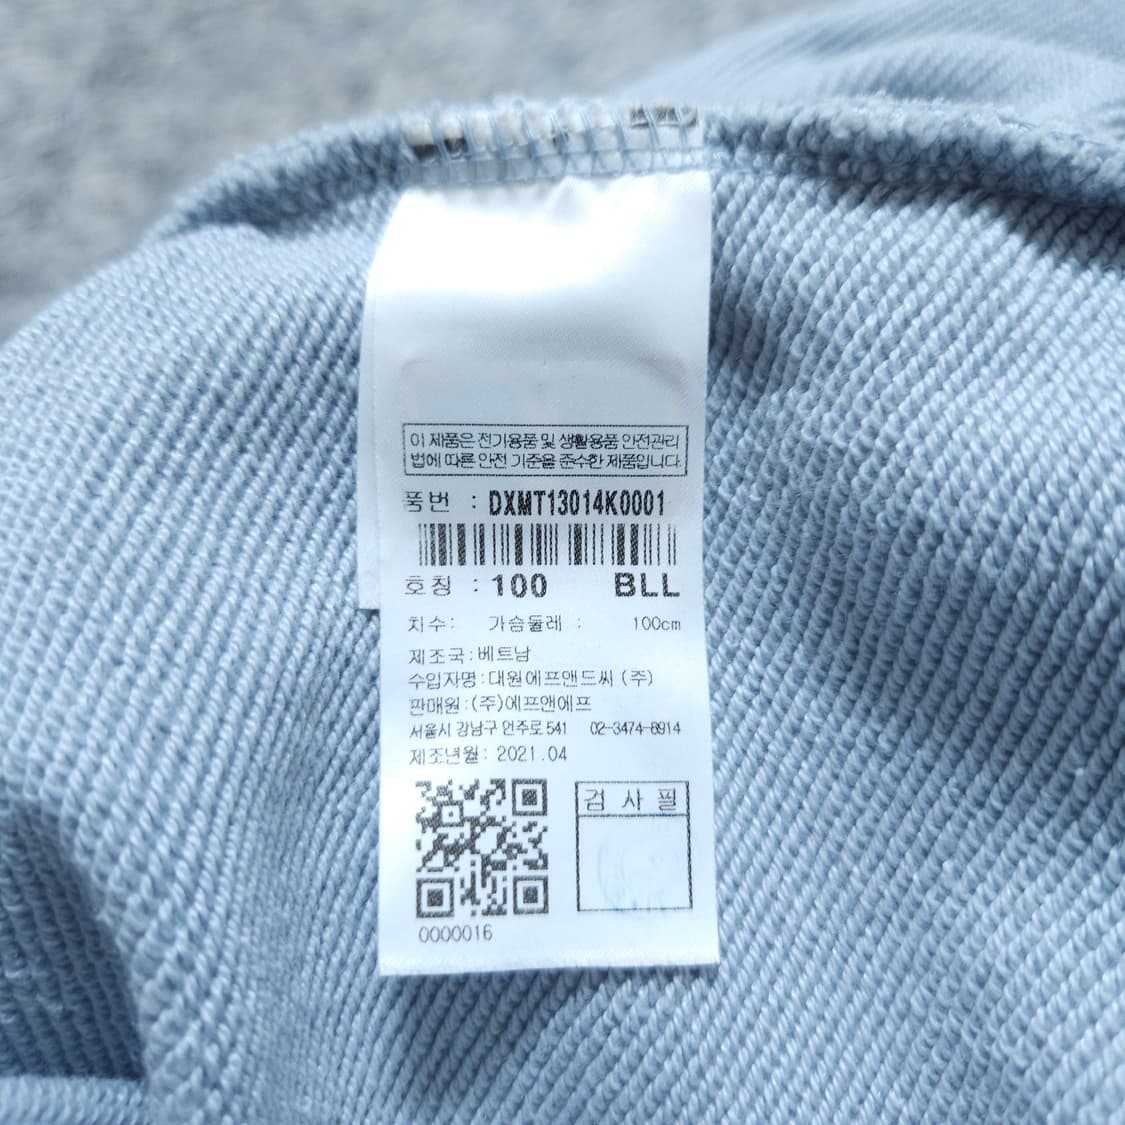 이 제품은 전기용품 및 생활용품 안전관리
법에 따른 안전 기준을 준수한 제품입니다.
품번 : DXMT13014K0001
호칭 : 100 BLL
치수: 가슴둘레 : 100cm
제조국:베트남
수입자명:대원에프앤드씨 (주)
판매원:(주)에프앤에프
서울시 강남구 언주로 541 02-3474-8914
제조년월: 2021.04
검 사 필
0000016